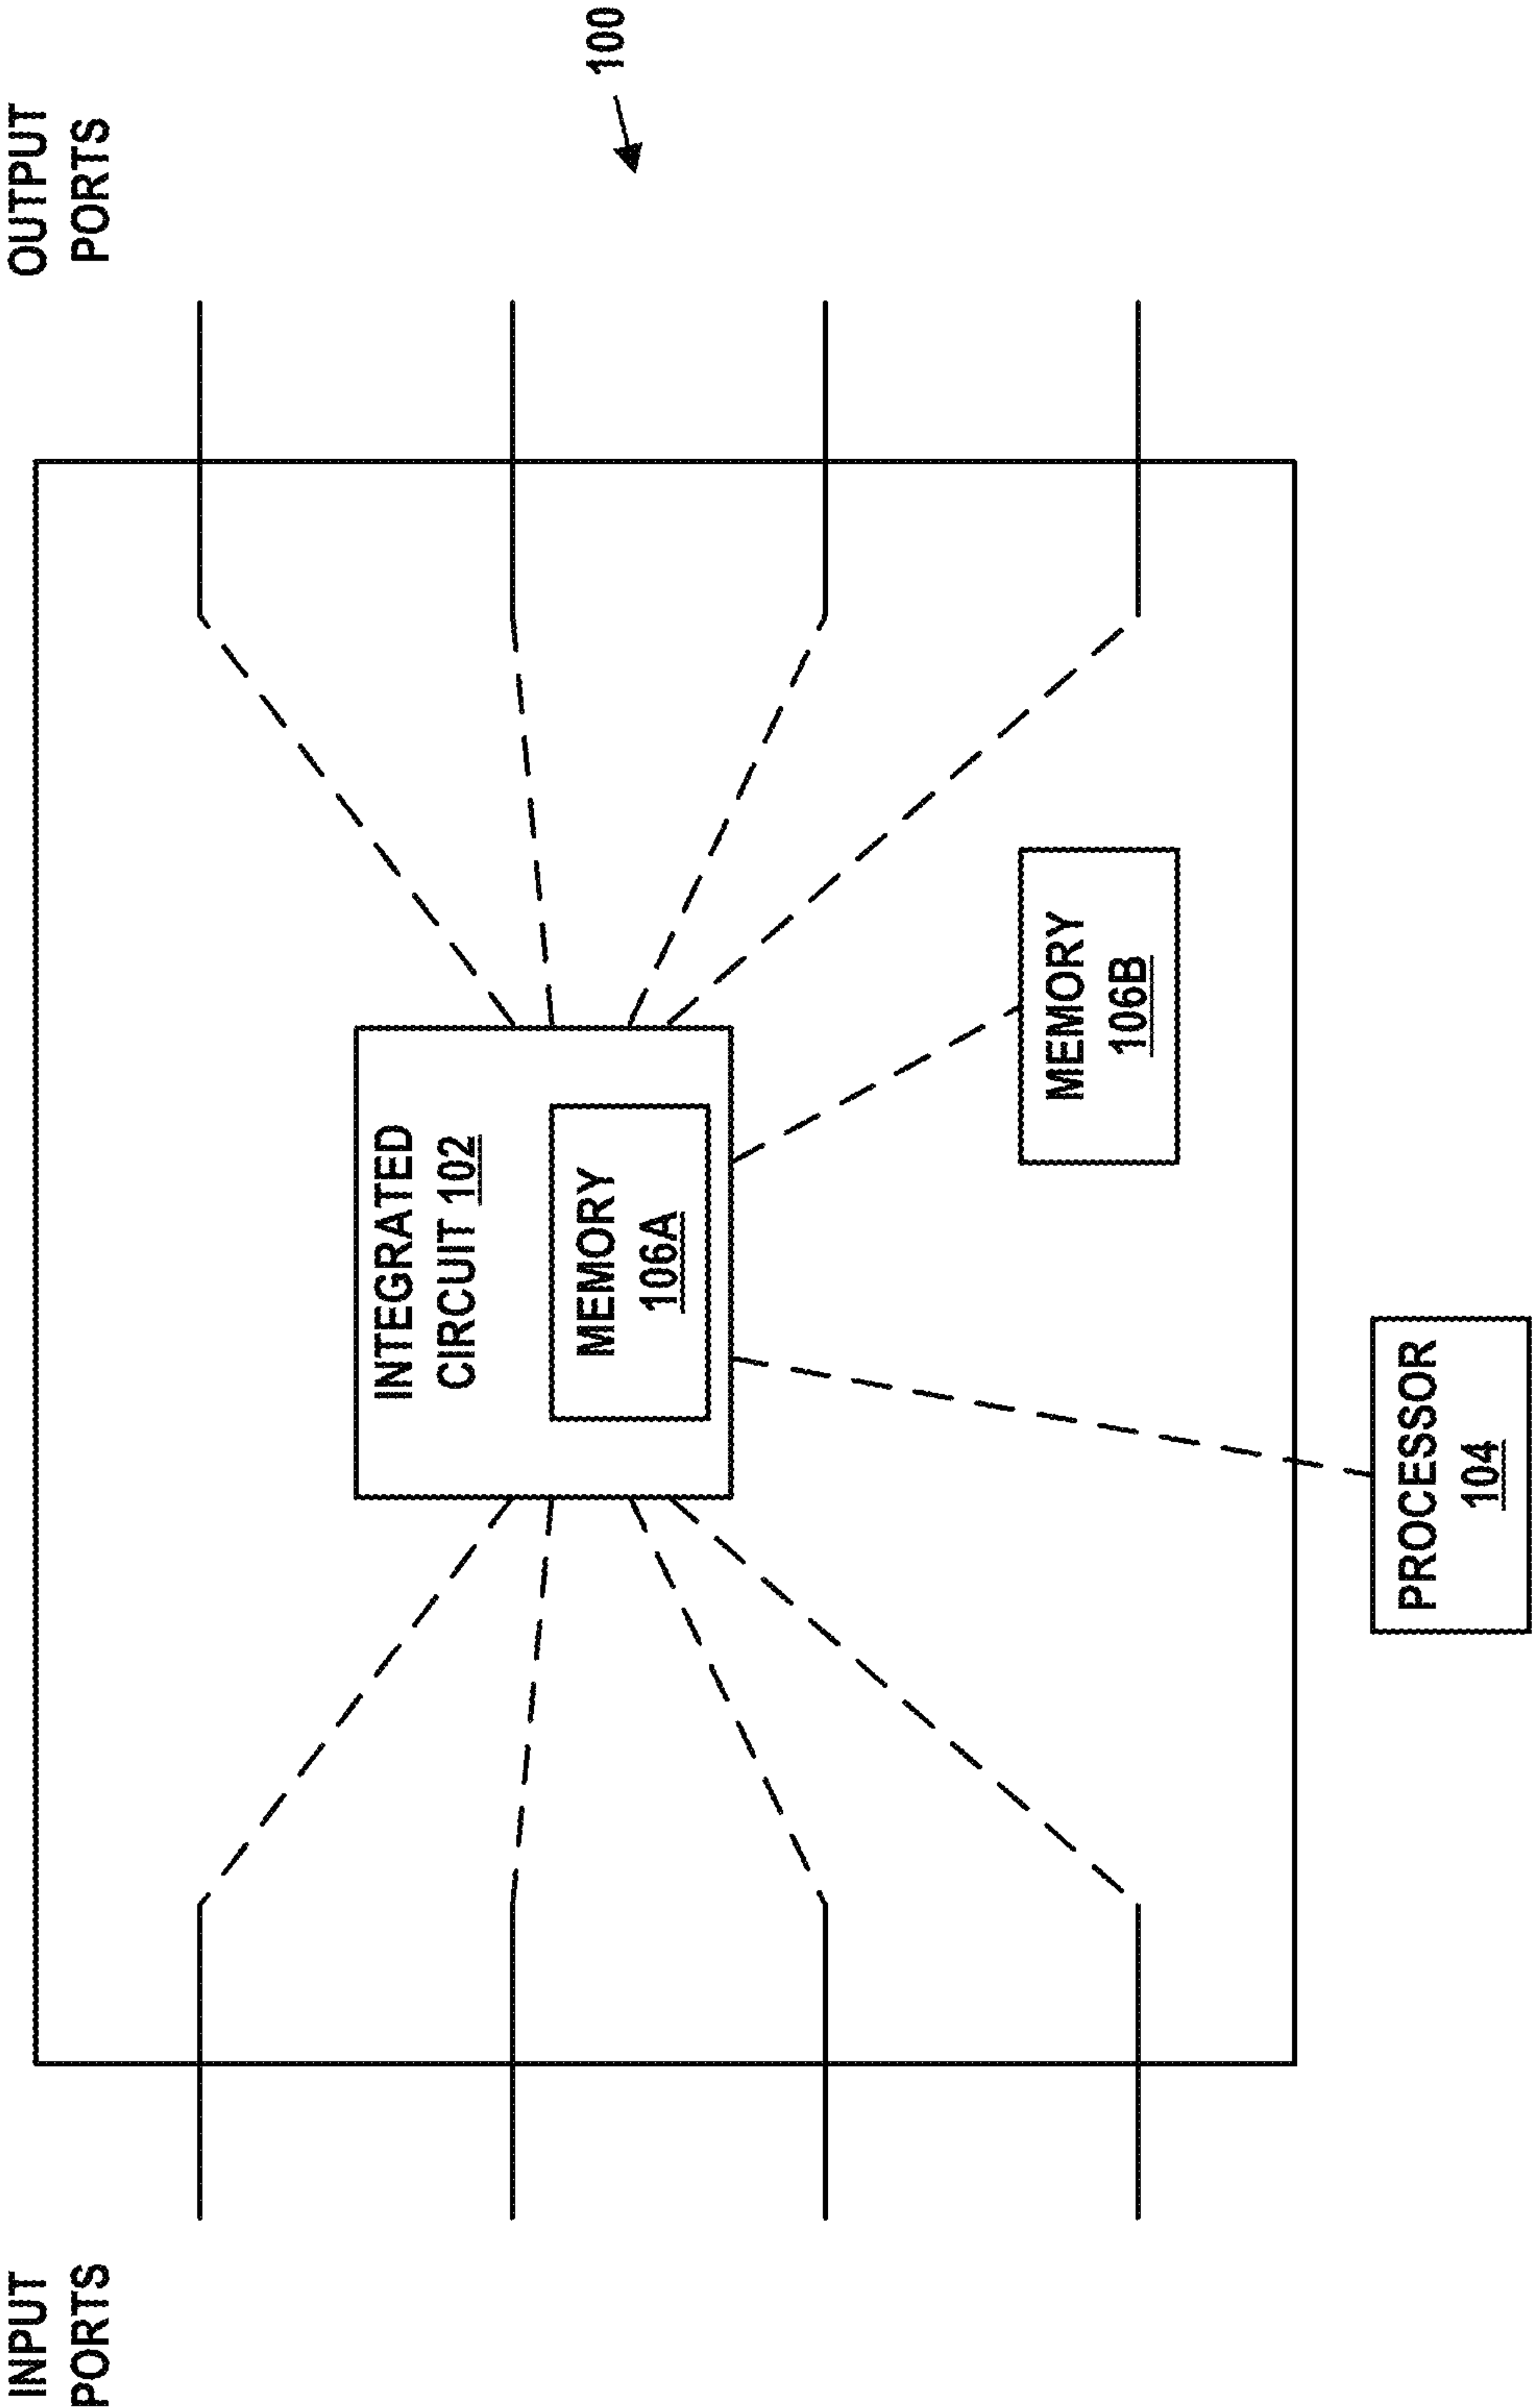 INPUT
PORTS
OUTPUT
PORTS
INTEGRATED
CIRCUIT 102
MEMORY
106A
MEMORY
106B
PROCESSOR
104
100